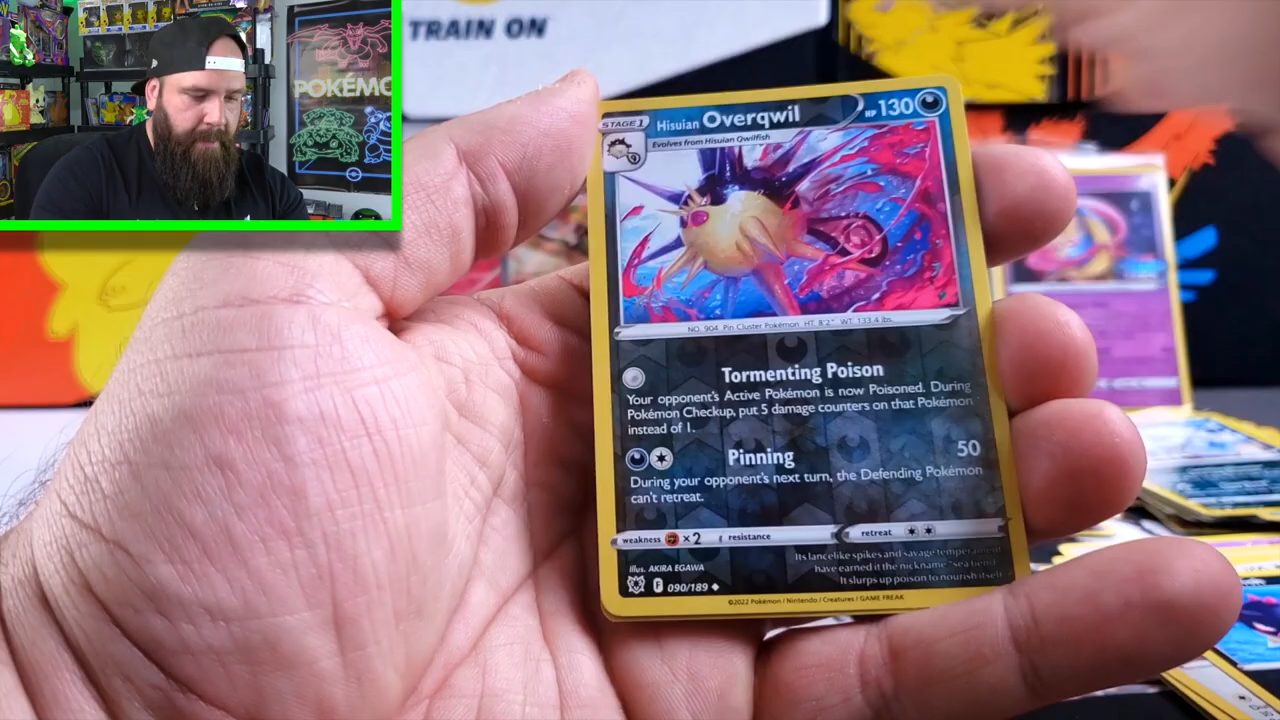 TRAIN ON
POKÉMO
STAGE 1
Hisuian Overqwil
HP 130
Evolves from Hisuian Qwilfish
NO. 904 Pin Cluster Pokémon HT. 8'2" WT. 133.4 lbs.
Tormenting Poison
Your opponent's Active Pokémon is now Poisoned. During
Pokémon Checkup, put 5 damage counters on that Pokémon
instead of 1.
Pinning 50
During your opponent's next turn, the Defending Pokémon
can't retreat.
weakness ×2 resistance retreat
Illus. AKIRA EGAWA
Its lancelike spikes and savage temperament
have earned it the nickname "sea fiend."
It slurps up poison to nourish itself.
F 090/189
©2022 Pokémon / Nintendo / Creatures / GAME FREAK